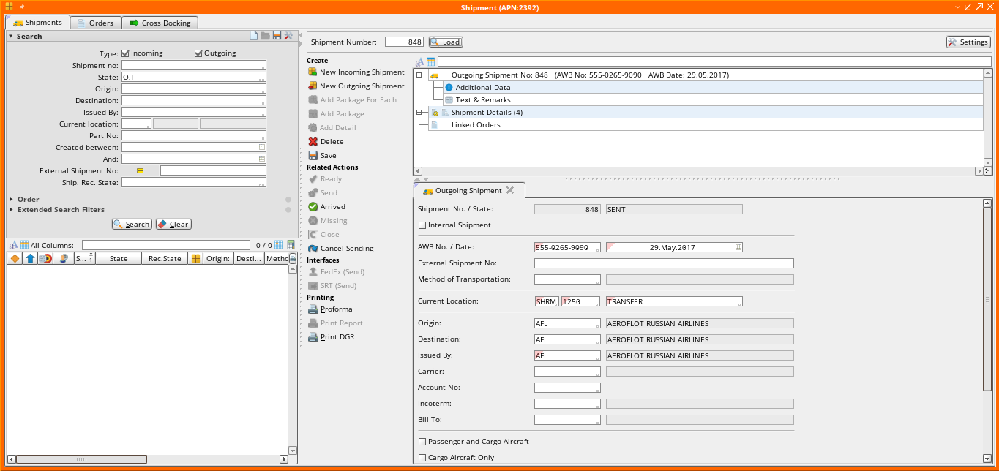 Shipment (APN:2392)
Shipments Orders Cross Docking
Search
Type: Incoming Outgoing
Shipment no:
State: O,T
Origin:
Destination:
Issued By:
Current location:
Part No:
Created between:
And:
External Shipment No:
Ship. Rec. State:
Order
Extended Search Filters
Search Clear
All Columns: 0 / 0
S... State Rec.State Origin: Desti... Metho
Shipment Number: 848 Load Settings
Create
New Incoming Shipment
New Outgoing Shipment
Add Package For Each
Add Package
Add Detail
Delete
Save
Related Actions
Ready
Send
Arrived
Missing
Close
Cancel Sending
Interfaces
FedEx (Send)
SRT (Send)
Printing
Proforma
Print Report
Print DGR
Outgoing Shipment No: 848 (AWB No: 555-0265-9090 AWB Date: 29.05.2017)
Additional Data
Text & Remarks
Shipment Details (4)
Linked Orders
Outgoing Shipment
Shipment No. / State: 848 SENT
Internal Shipment
AWB No. / Date: 555-0265-9090 29.May.2017
External Shipment No:
Method of Transportation:
Current Location: SHRM 1250 TRANSFER
Origin: AFL AEROFLOT RUSSIAN AIRLINES
Destination: AFL AEROFLOT RUSSIAN AIRLINES
Issued By: AFL AEROFLOT RUSSIAN AIRLINES
Carrier:
Account No:
Incoterm:
Bill To:
Passenger and Cargo Aircraft
Cargo Aircraft Only